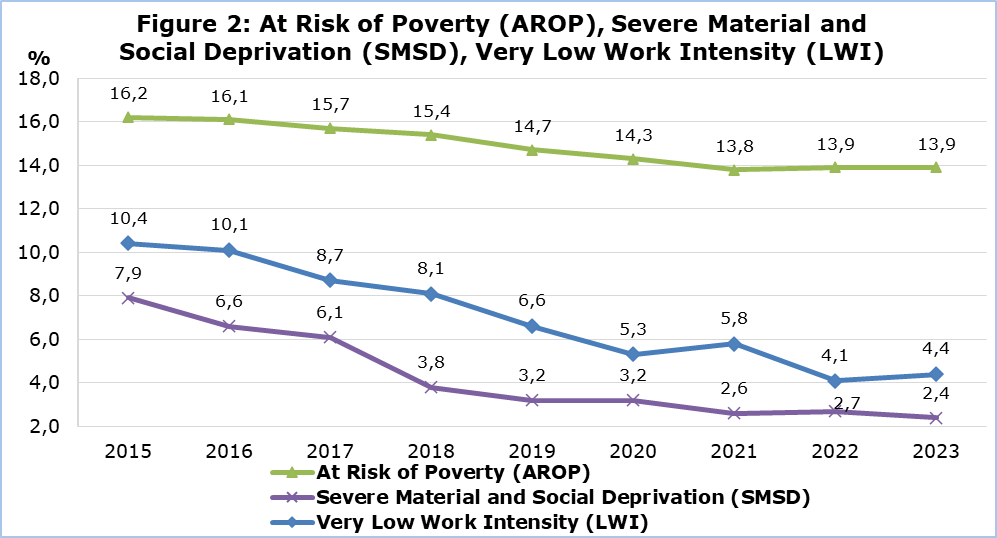 Figure 2: At Risk of Poverty (AROP), Severe Material and
Social Deprivation (SMSD), Very Low Work Intensity (LWI)
%
18,0
16,0
14,0
12,0
10,0
8,0
6,0
4,0
2,0
16,2 16,1 15,7 15,4 14,7 14,3 13,8 13,9 13,9
10,4 10,1 8,7 8,1 6,6 5,3 5,8 4,1 4,4
7,9 6,6 6,1 3,8 3,2 3,2 2,6 2,7 2,4
2015 2016 2017 2018 2019 2020 2021 2022 2023
At Risk of Poverty (AROP)
Severe Material and Social Deprivation (SMSD)
Very Low Work Intensity (LWI)